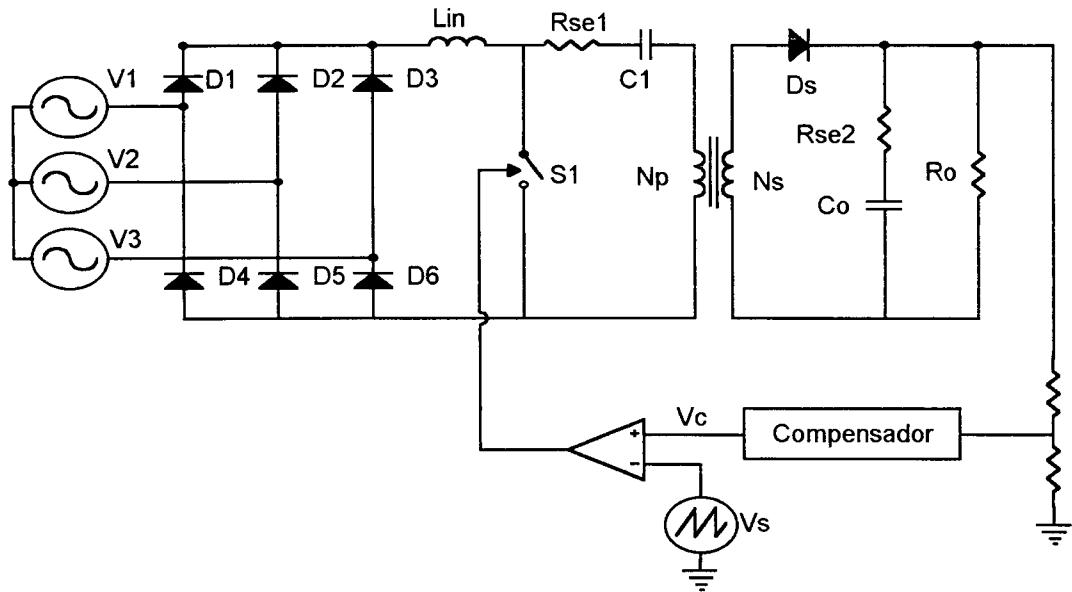 Lin
Rse1
C1
V1
D1
D2
D3
Ds
V2
S1
Np
Ns
Rse2
Co
Ro
V3
D4
D5
D6
Vc
+
−
Compensador
Vs